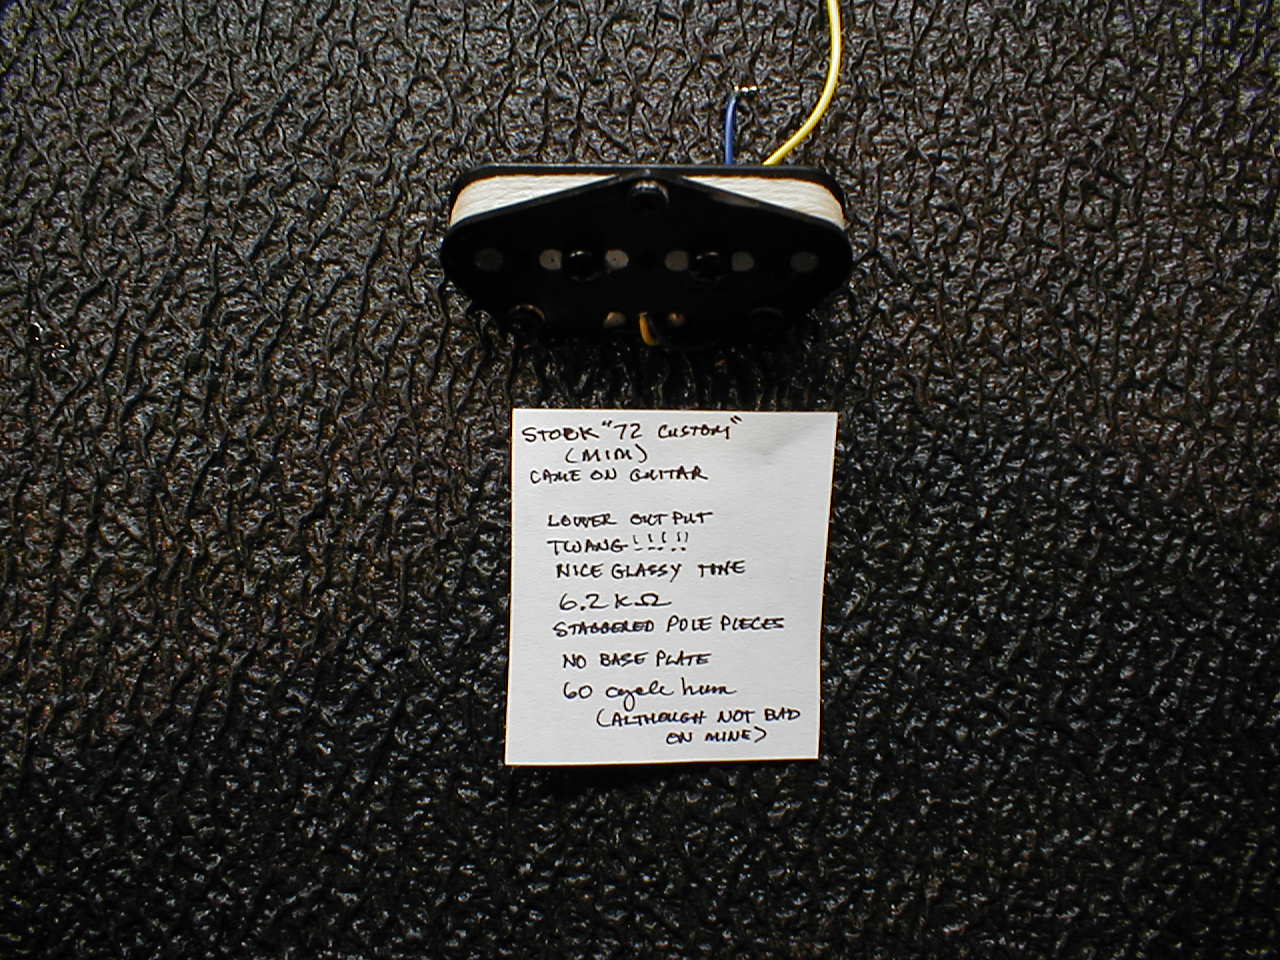 STOCK "72 CUSTOM"
(MIM)
CAME ON GUITAR
LOWER OUTPUT
TWANG!!!!!
NICE GLASSY TONE
6.2 KΩ
STAGGERED POLE PIECES
NO BASE PLATE
60 cycle hum
(ALTHOUGH NOT BAD
ON MINE)